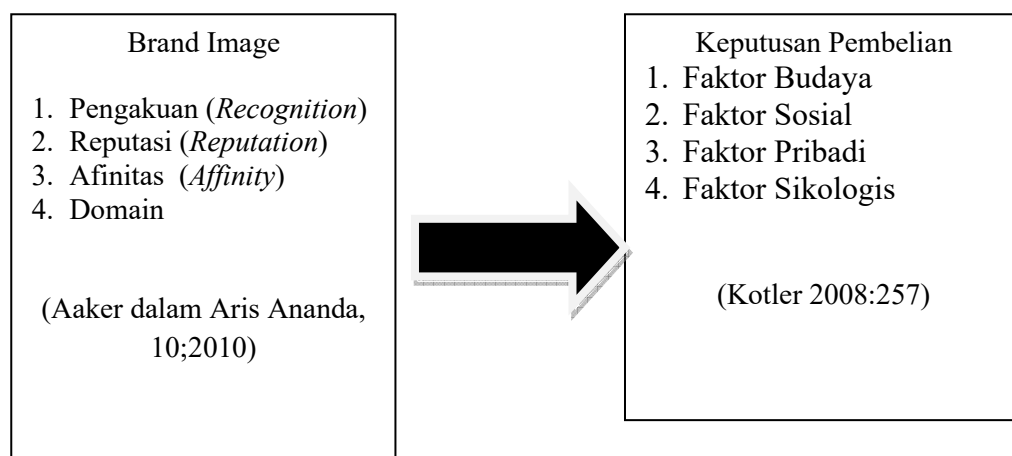 Brand Image
1. Pengakuan (Recognition)
2. Reputasi (Reputation)
3. Afinitas (Affinity)
4. Domain
(Aaker dalam Aris Ananda,
10;2010)
Keputusan Pembelian
1. Faktor Budaya
2. Faktor Sosial
3. Faktor Pribadi
4. Faktor Sikologis
(Kotler 2008:257)